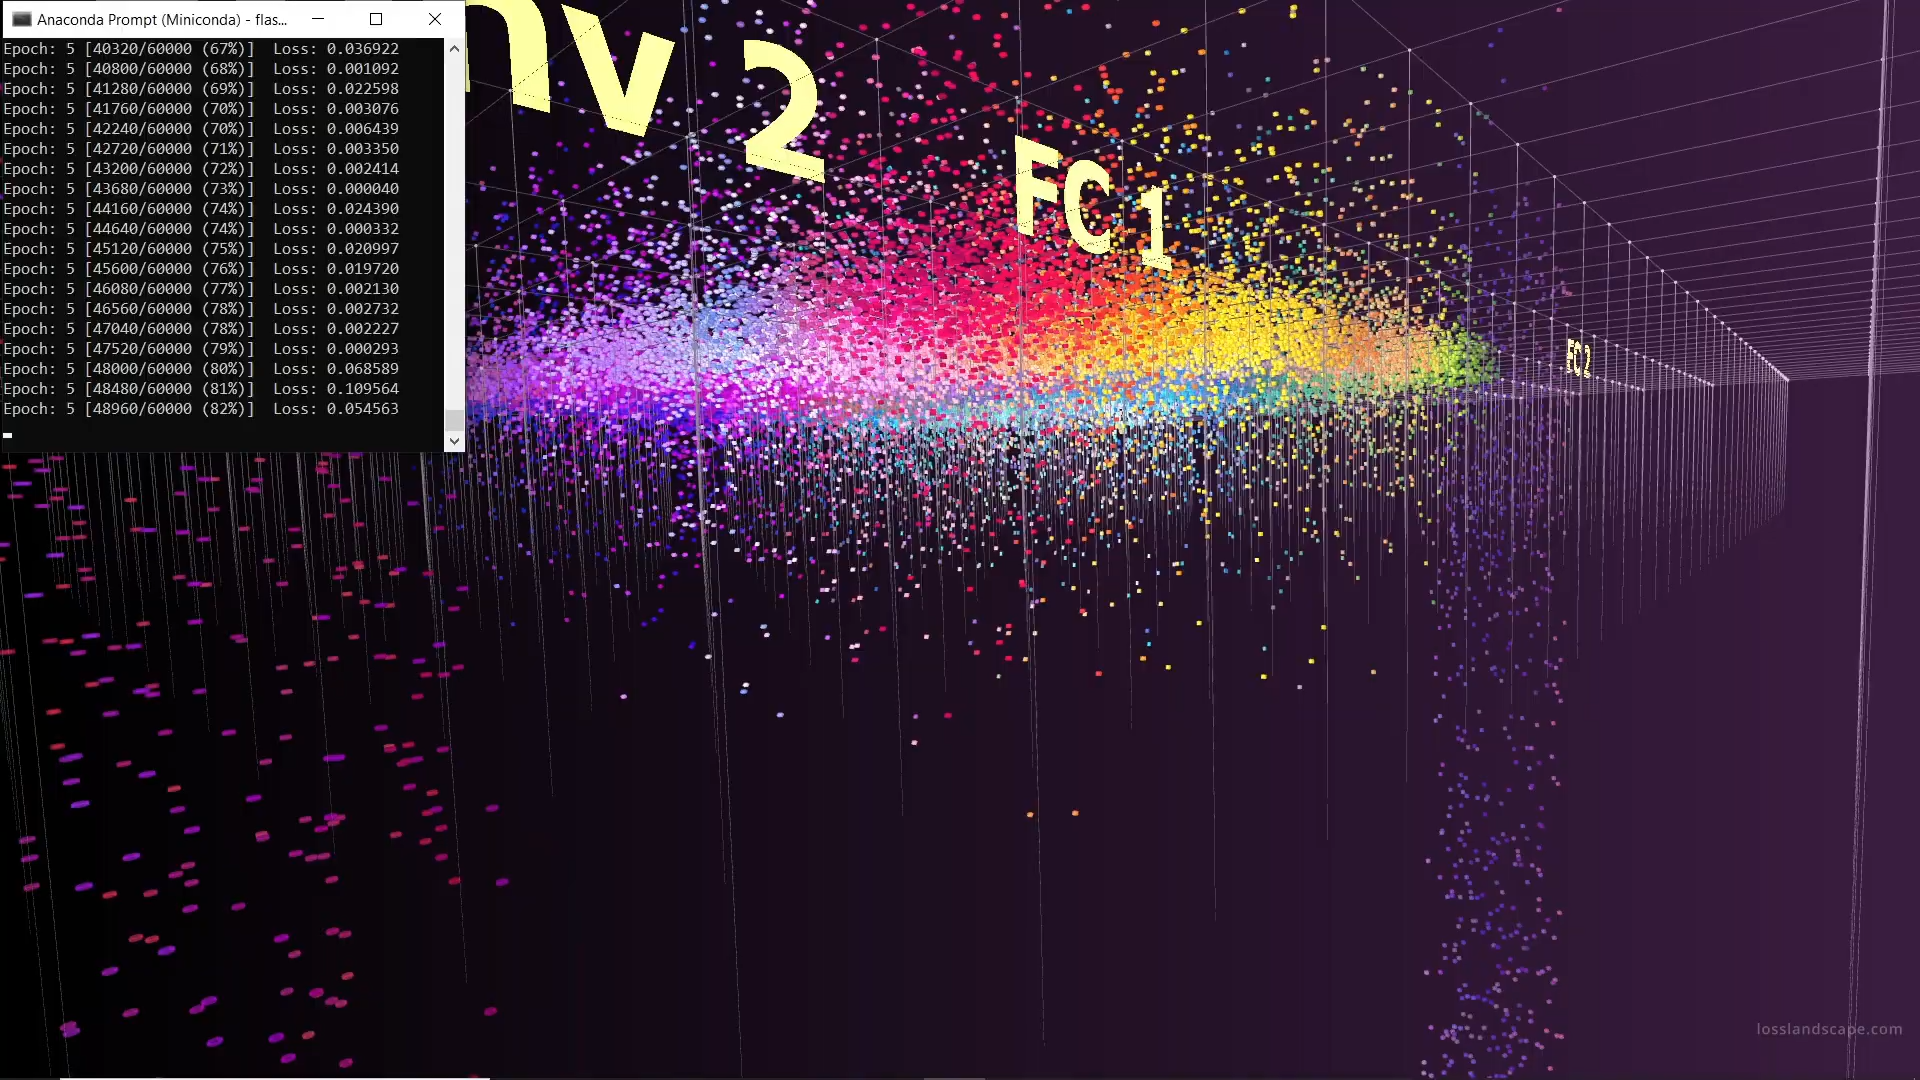 Anaconda Prompt (Miniconda) - flas...
Epoch: 5 [40320/60000 (67%)]  Loss: 0.036922
Epoch: 5 [40800/60000 (68%)]  Loss: 0.001092
Epoch: 5 [41280/60000 (69%)]  Loss: 0.022598
Epoch: 5 [41760/60000 (70%)]  Loss: 0.003076
Epoch: 5 [42240/60000 (70%)]  Loss: 0.006439
Epoch: 5 [42720/60000 (71%)]  Loss: 0.003350
Epoch: 5 [43200/60000 (72%)]  Loss: 0.002414
Epoch: 5 [43680/60000 (73%)]  Loss: 0.000040
Epoch: 5 [44160/60000 (74%)]  Loss: 0.024390
Epoch: 5 [44640/60000 (74%)]  Loss: 0.000332
Epoch: 5 [45120/60000 (75%)]  Loss: 0.020997
Epoch: 5 [45600/60000 (76%)]  Loss: 0.019720
Epoch: 5 [46080/60000 (77%)]  Loss: 0.002130
Epoch: 5 [46560/60000 (78%)]  Loss: 0.002732
Epoch: 5 [47040/60000 (78%)]  Loss: 0.002227
Epoch: 5 [47520/60000 (79%)]  Loss: 0.000293
Epoch: 5 [48000/60000 (80%)]  Loss: 0.068589
Epoch: 5 [48480/60000 (81%)]  Loss: 0.109564
Epoch: 5 [48960/60000 (82%)]  Loss: 0.054563
nv 2
FC 1
FC 2
losslandscape.com